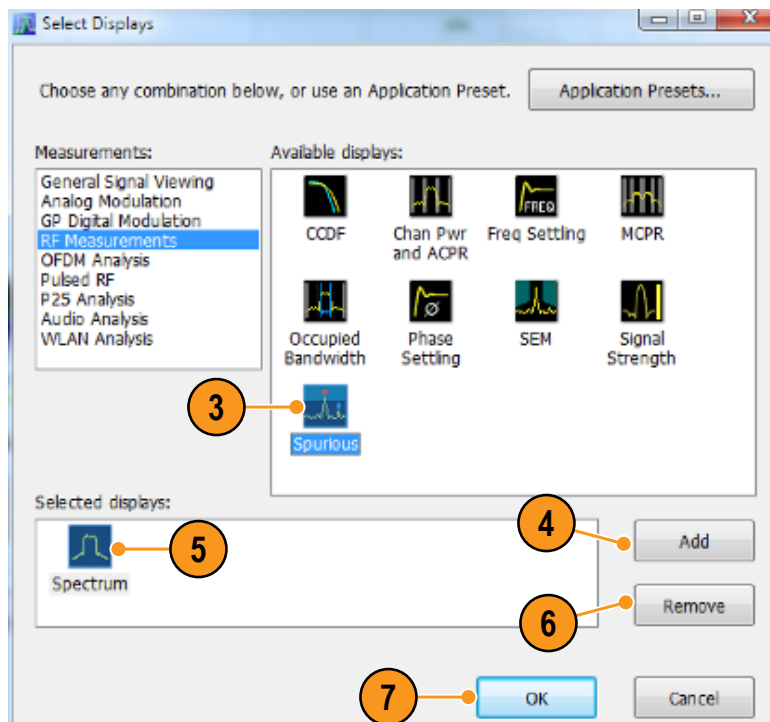 Select Displays
Choose any combination below, or use an Application Preset.
Application Presets...
Measurements:
General Signal Viewing
Analog Modulation
GP Digital Modulation
RF Measurements
OFDM Analysis
Pulsed RF
P25 Analysis
Audio Analysis
WLAN Analysis
Available displays:
CCDF
Chan Pwr
and ACPR
FREQ
Freq Settling
MCPR
Occupied
Bandwidth
Ø
Phase
Settling
SEM
Signal
Strength
3
Spurious
Selected displays:
5
Spectrum
4
Add
6
Remove
7
OK
Cancel